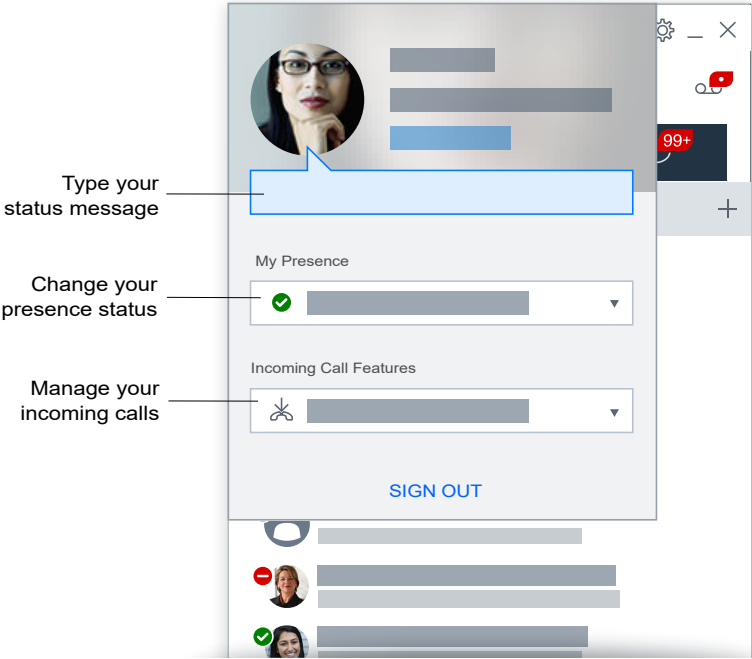 99+
Type your
status message
My Presence
Change your
presence status
Incoming Call Features
Manage your
incoming calls
SIGN OUT